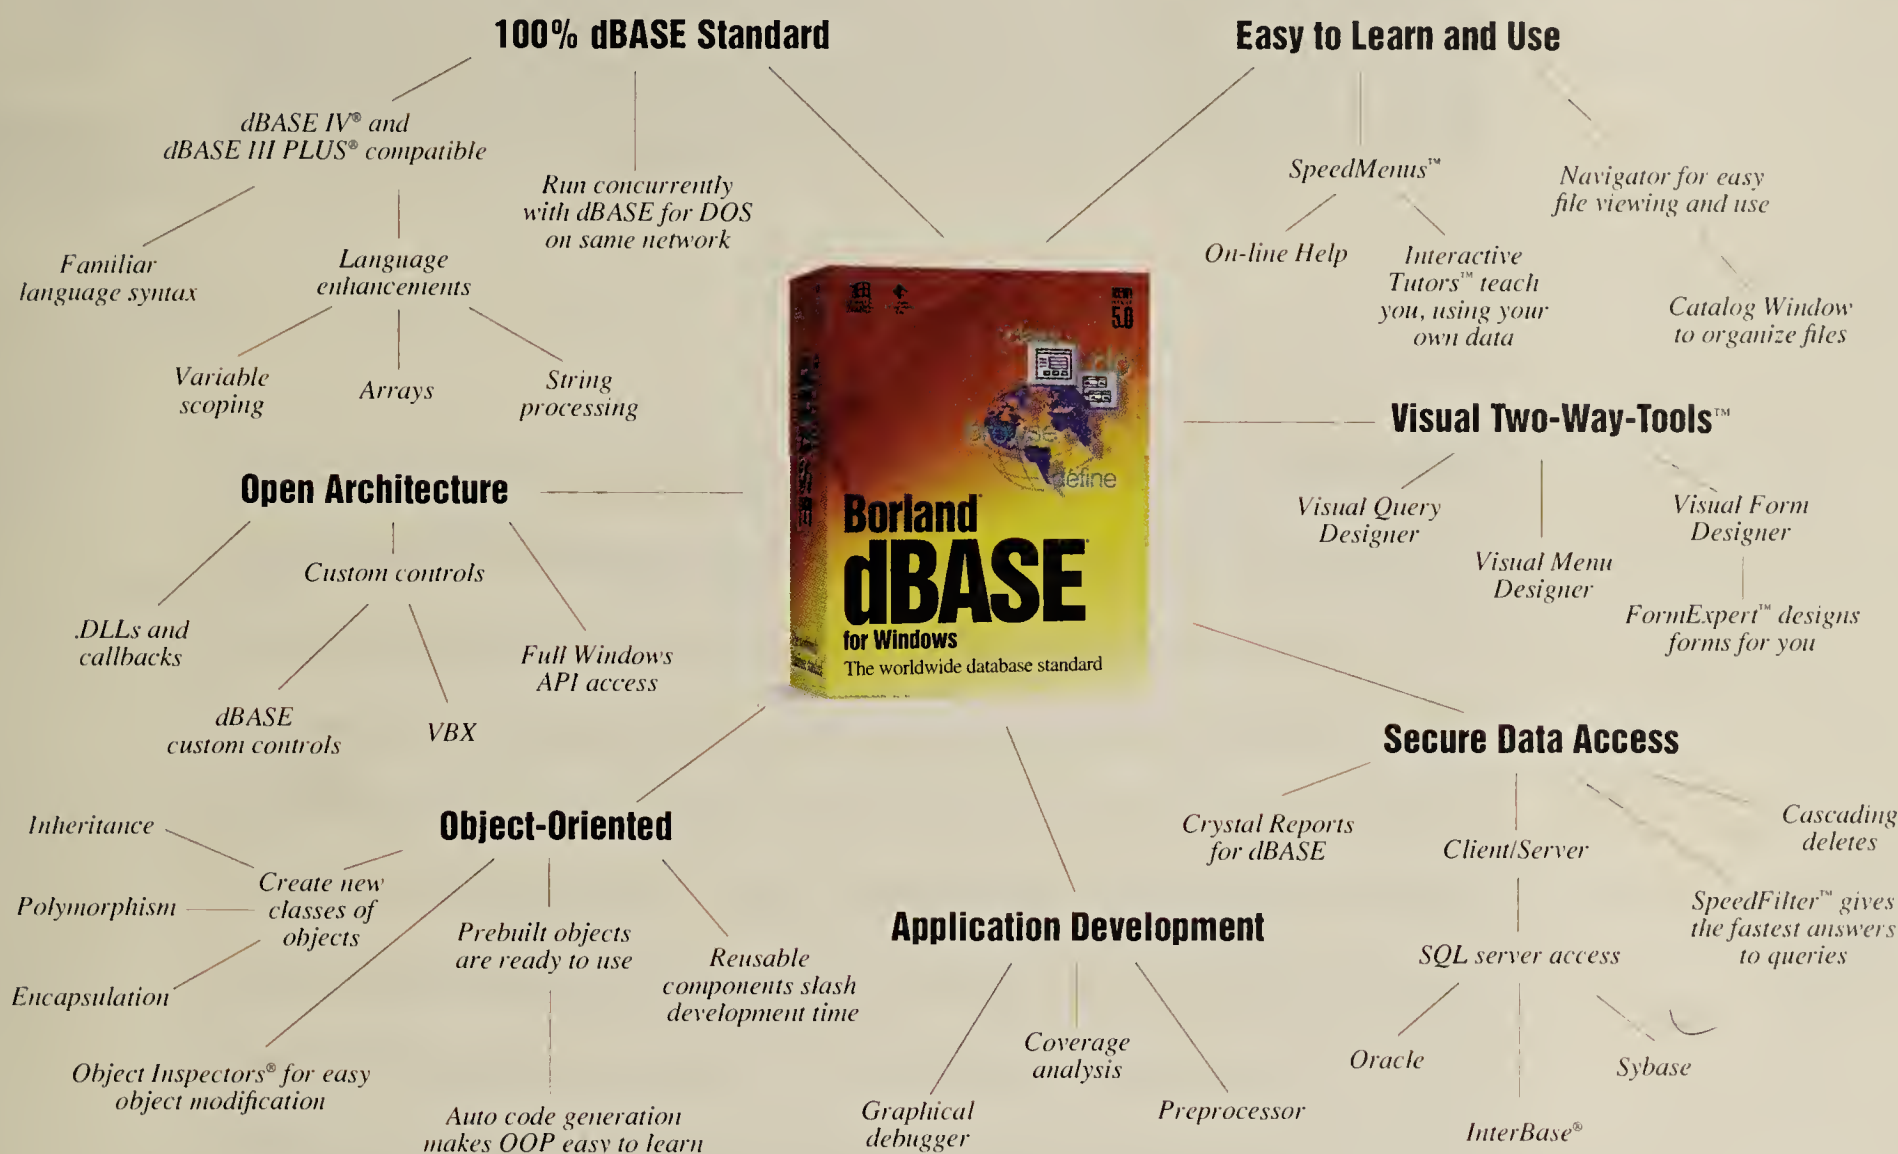 100% dBASE Standard
dBASE IV® and
dBASE III PLUS® compatible
Familiar
language syntax
Language
enhancements
Variable
scoping
Arrays
String
processing
Run concurrently
with dBASE for DOS
on same network
Easy to Learn and Use
SpeedMenus™
On-line Help
Interactive
Tutors™ teach
you, using your
own data
Navigator for easy
file viewing and use
Catalog Window
to organize files
5.0
browse
define
Borland®
dBASE®
for Windows
The worldwide database standard
Visual Two-Way-Tools™
Visual Query
Designer
Visual Menu
Designer
Visual Form
Designer
FormExpert™ designs
forms for you
Open Architecture
.DLLs and
callbacks
Custom controls
dBASE
custom controls
VBX
Full Windows
API access
Secure Data Access
Crystal Reports
for dBASE
Client/Server
SQL server access
Oracle
InterBase®
Sybase
SpeedFilter™ gives
the fastest answers
to queries
Cascading
deletes
Object-Oriented
Create new
classes of
objects
Inheritance
Polymorphism
Encapsulation
Object Inspectors® for easy
object modification
Prebuilt objects
are ready to use
Auto code generation
makes OOP easy to learn
Reusable
components slash
development time
Application Development
Graphical
debugger
Coverage
analysis
Preprocessor